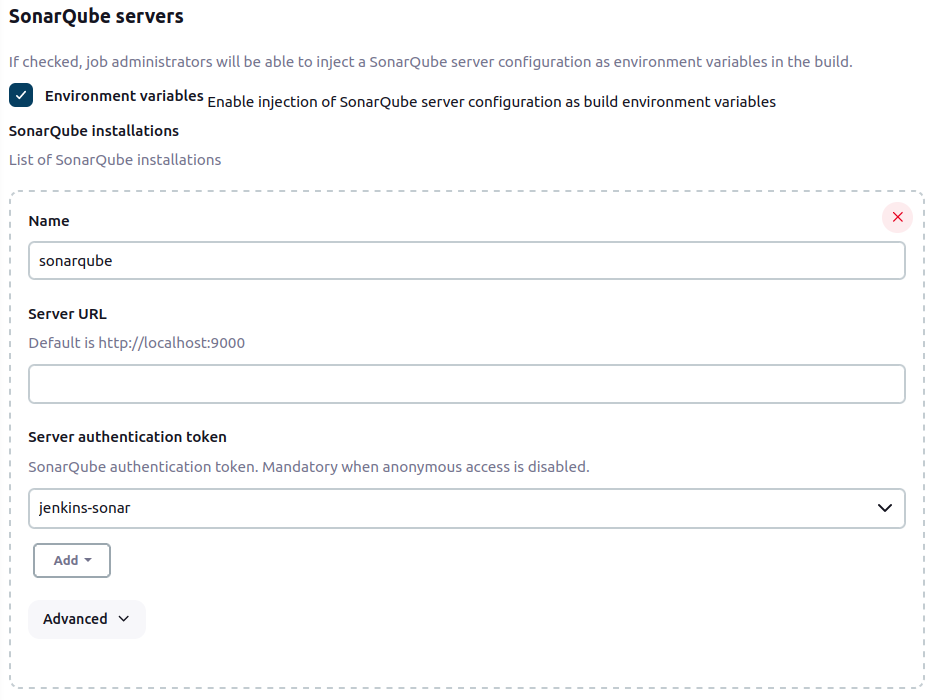 SonarQube servers
If checked, job administrators will be able to inject a SonarQube server configuration as environment variables in the build.
Environment variables Enable injection of SonarQube server configuration as build environment variables
SonarQube installations
List of SonarQube installations
Name
sonarqube
Server URL
Default is http://localhost:9000
Server authentication token
SonarQube authentication token. Mandatory when anonymous access is disabled.
jenkins-sonar
Add
Advanced